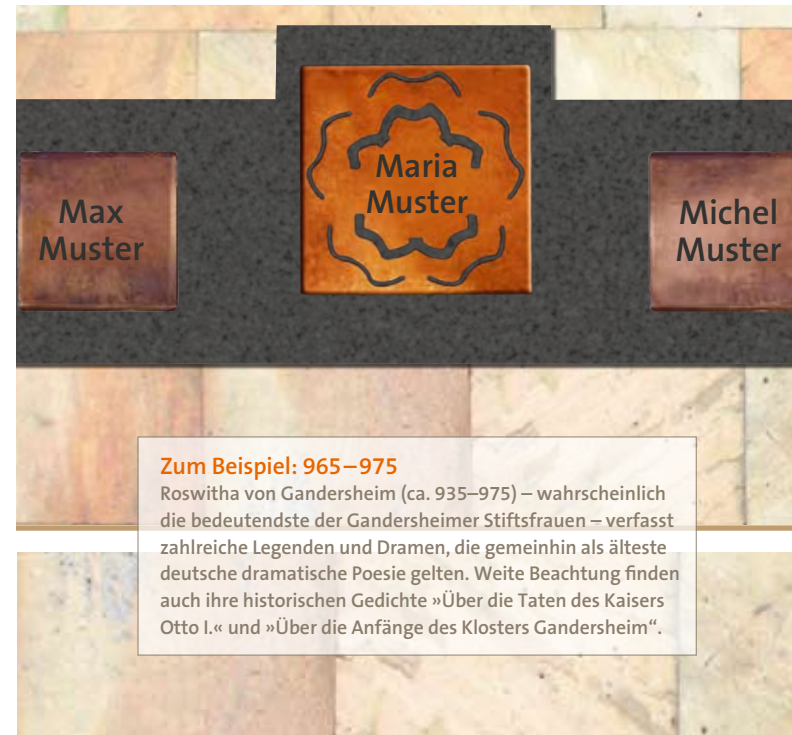 Max
Muster
Maria
Muster
Michel
Muster
Zum Beispiel: 965–975
Roswitha von Gandersheim (ca. 935–975) – wahrscheinlich
die bedeutendste der Gandersheimer Stiftsfrauen – verfasst
zahlreiche Legenden und Dramen, die gemeinhin als älteste
deutsche dramatische Poesie gelten. Weite Beachtung finden
auch ihre historischen Gedichte »Über die Taten des Kaisers
Otto I.« und »Über die Anfänge des Klosters Gandersheim“.